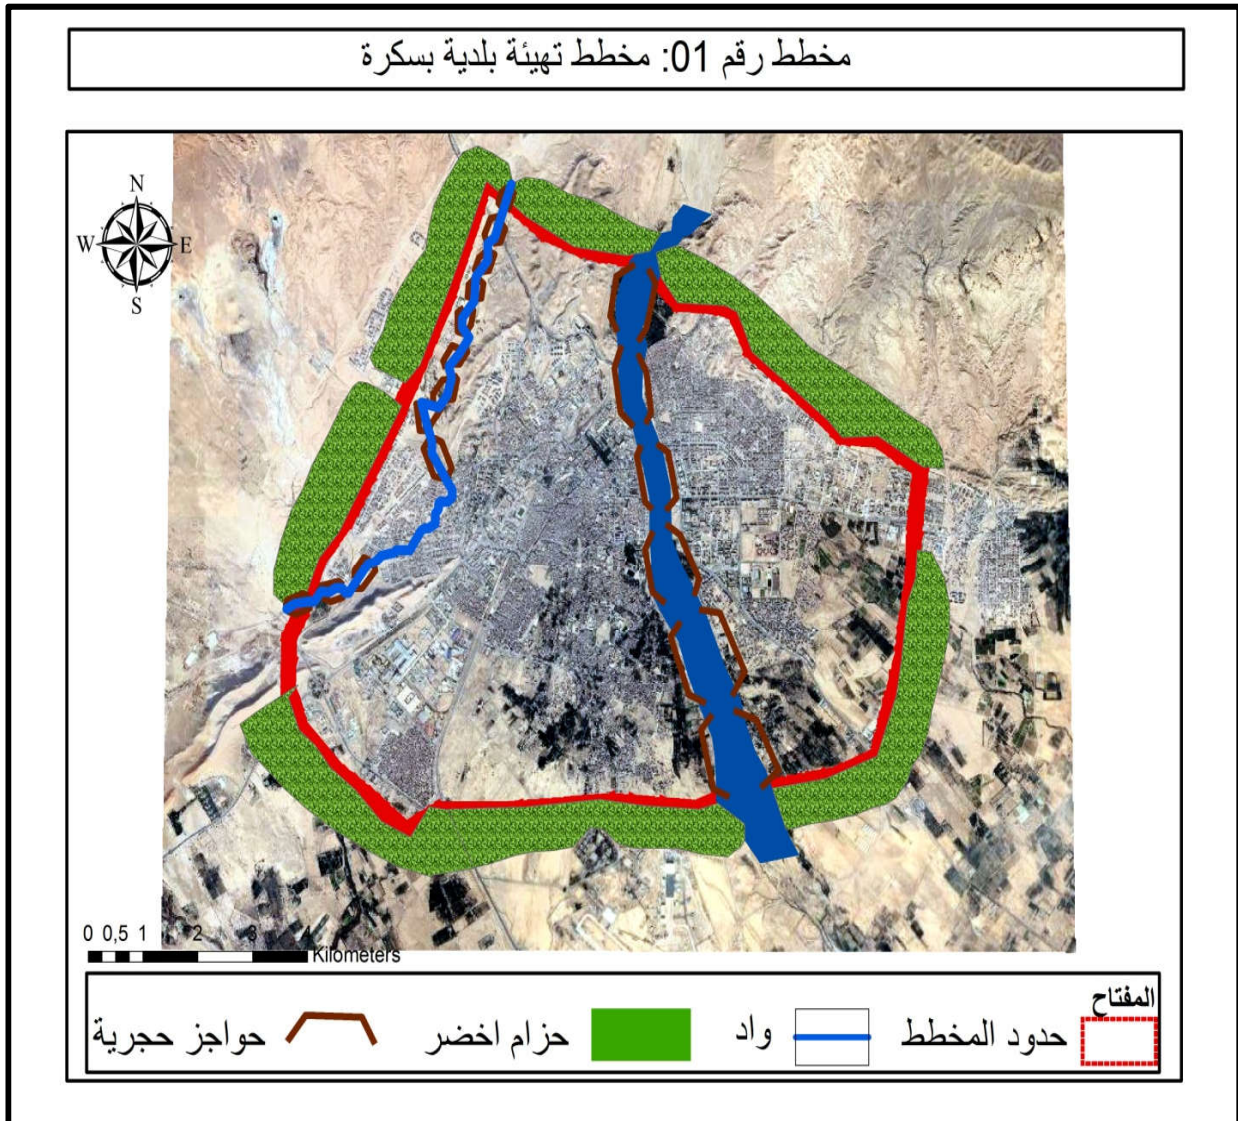 مخطط رقم 01: مخطط تهيئة بلدية بسكرة
N
W E
S
0 0,5 1 2 3 4
Kilometers
المفتاح
حدود المخطط واد حزام اخضر حواجز حجرية